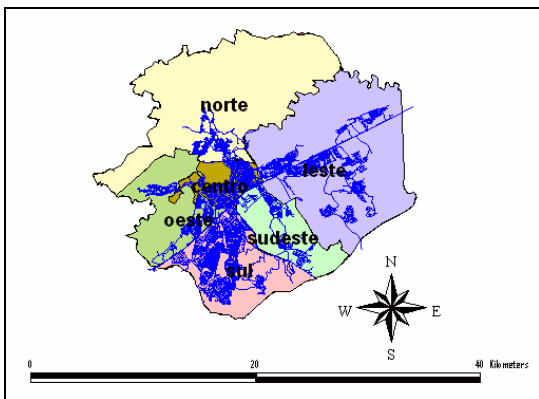 norte
leste
centro
oeste
sudeste
sul
N
W E
S
0 20 40 Kilometers